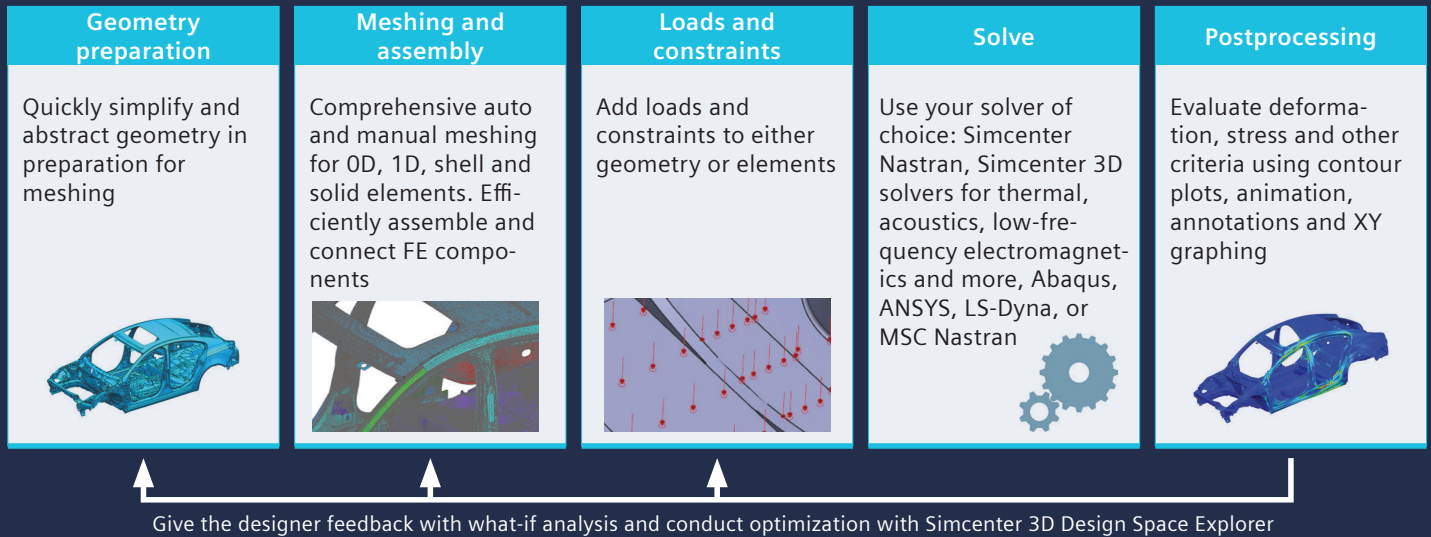 Geometry
preparation
Quickly simplify and
abstract geometry in
preparation for
meshing
Meshing and
assembly
Comprehensive auto
and manual meshing
for 0D, 1D, shell and
solid elements. Effi-
ciently assemble and
connect FE compo-
nents
Loads and
constraints
Add loads and
constraints to either
geometry or elements
Solve
Use your solver of
choice: Simcenter
Nastran, Simcenter 3D
solvers for thermal,
acoustics, low-fre-
quency electromagnet-
ics and more, Abaqus,
ANSYS, LS-Dyna, or
MSC Nastran
Postprocessing
Evaluate deforma-
tion, stress and other
criteria using contour
plots, animation,
annotations and XY
graphing
Give the designer feedback with what-if analysis and conduct optimization with Simcenter 3D Design Space Explorer